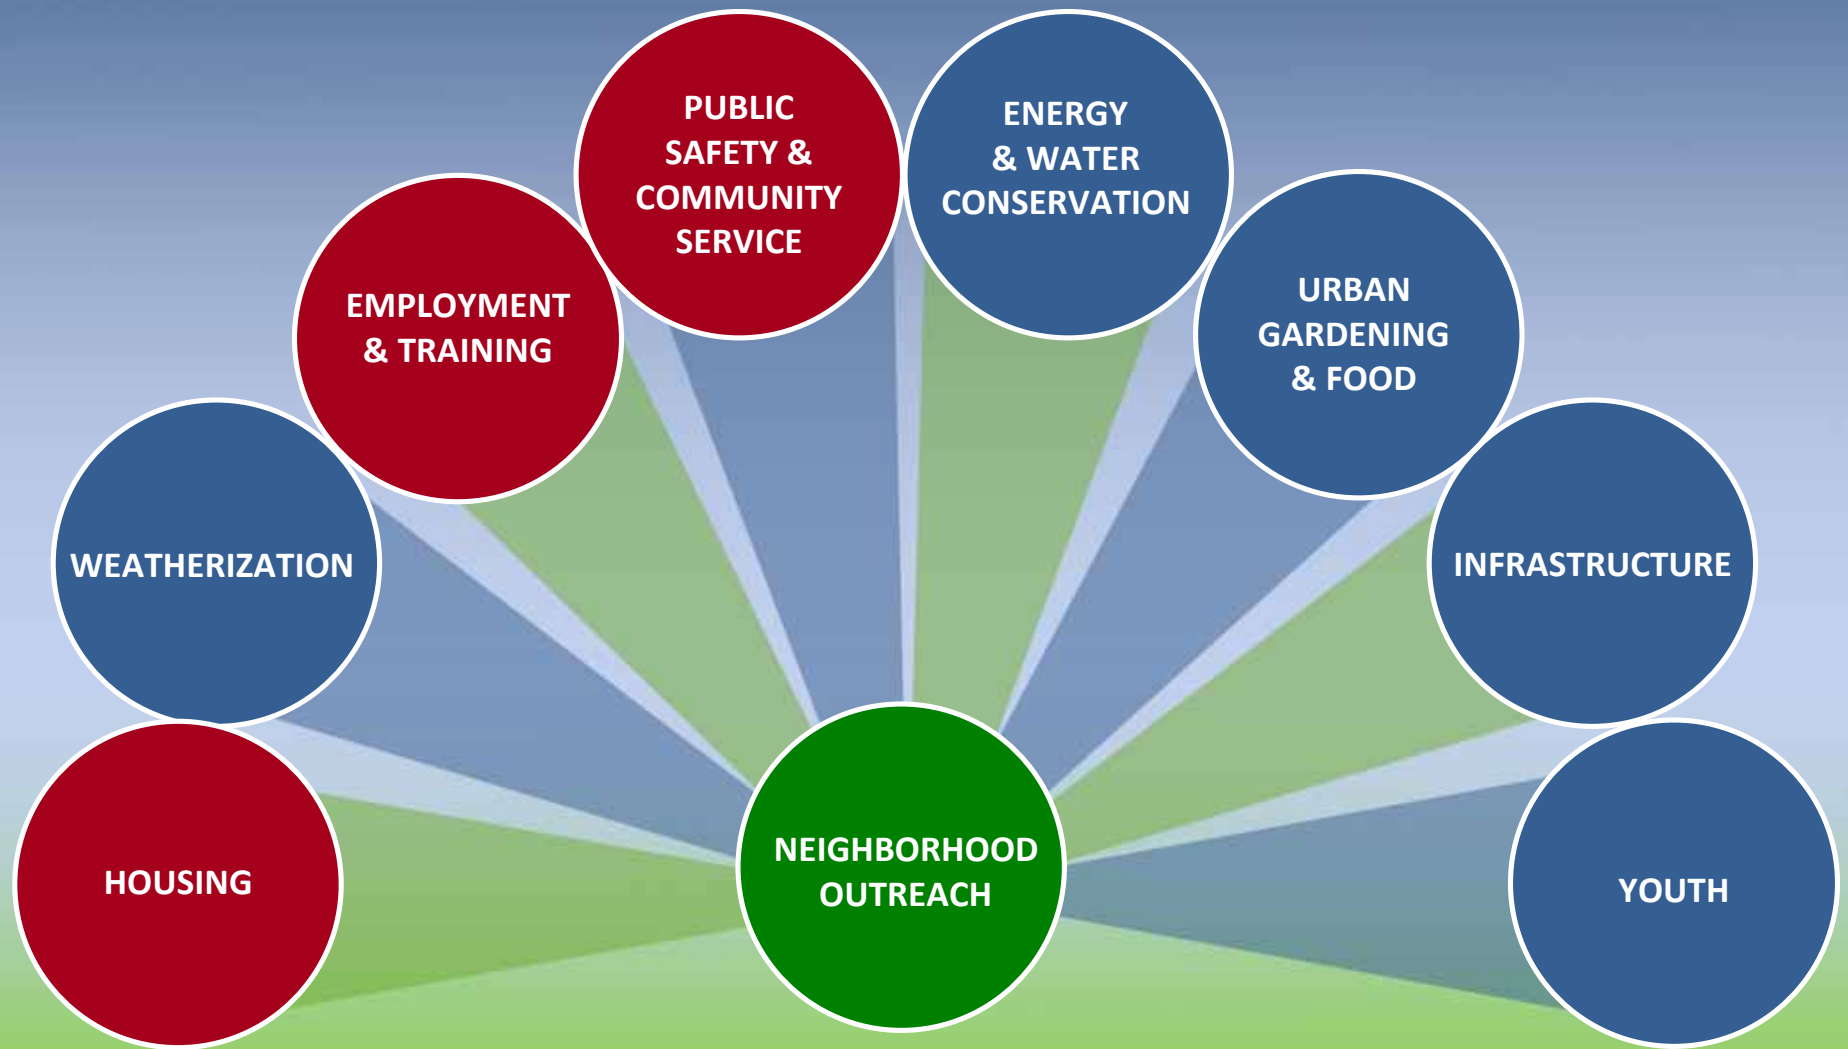 PUBLIC
SAFETY &
COMMUNITY
SERVICE
ENERGY
& WATER
CONSERVATION
EMPLOYMENT
& TRAINING
URBAN
GARDENING
& FOOD
WEATHERIZATION
INFRASTRUCTURE
HOUSING
NEIGHBORHOOD
OUTREACH
YOUTH